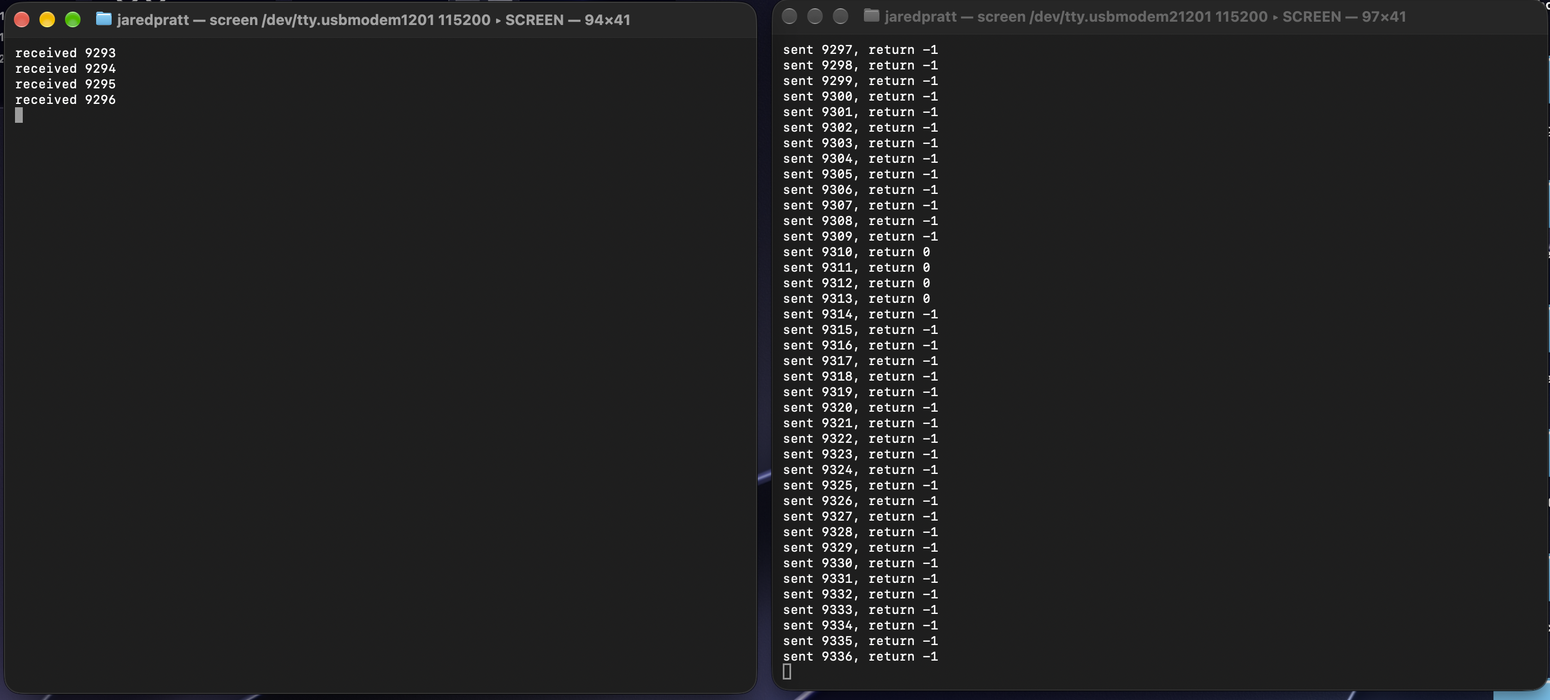 jaredpratt — screen /dev/tty.usbmodem1201 115200 ▸ SCREEN — 94×41
received 9293
received 9294
received 9295
received 9296
jaredpratt — screen /dev/tty.usbmodem21201 115200 ▸ SCREEN — 97×41
sent 9297, return -1
sent 9298, return -1
sent 9299, return -1
sent 9300, return -1
sent 9301, return -1
sent 9302, return -1
sent 9303, return -1
sent 9304, return -1
sent 9305, return -1
sent 9306, return -1
sent 9307, return -1
sent 9308, return -1
sent 9309, return -1
sent 9310, return 0
sent 9311, return 0
sent 9312, return 0
sent 9313, return 0
sent 9314, return -1
sent 9315, return -1
sent 9316, return -1
sent 9317, return -1
sent 9318, return -1
sent 9319, return -1
sent 9320, return -1
sent 9321, return -1
sent 9322, return -1
sent 9323, return -1
sent 9324, return -1
sent 9325, return -1
sent 9326, return -1
sent 9327, return -1
sent 9328, return -1
sent 9329, return -1
sent 9330, return -1
sent 9331, return -1
sent 9332, return -1
sent 9333, return -1
sent 9334, return -1
sent 9335, return -1
sent 9336, return -1